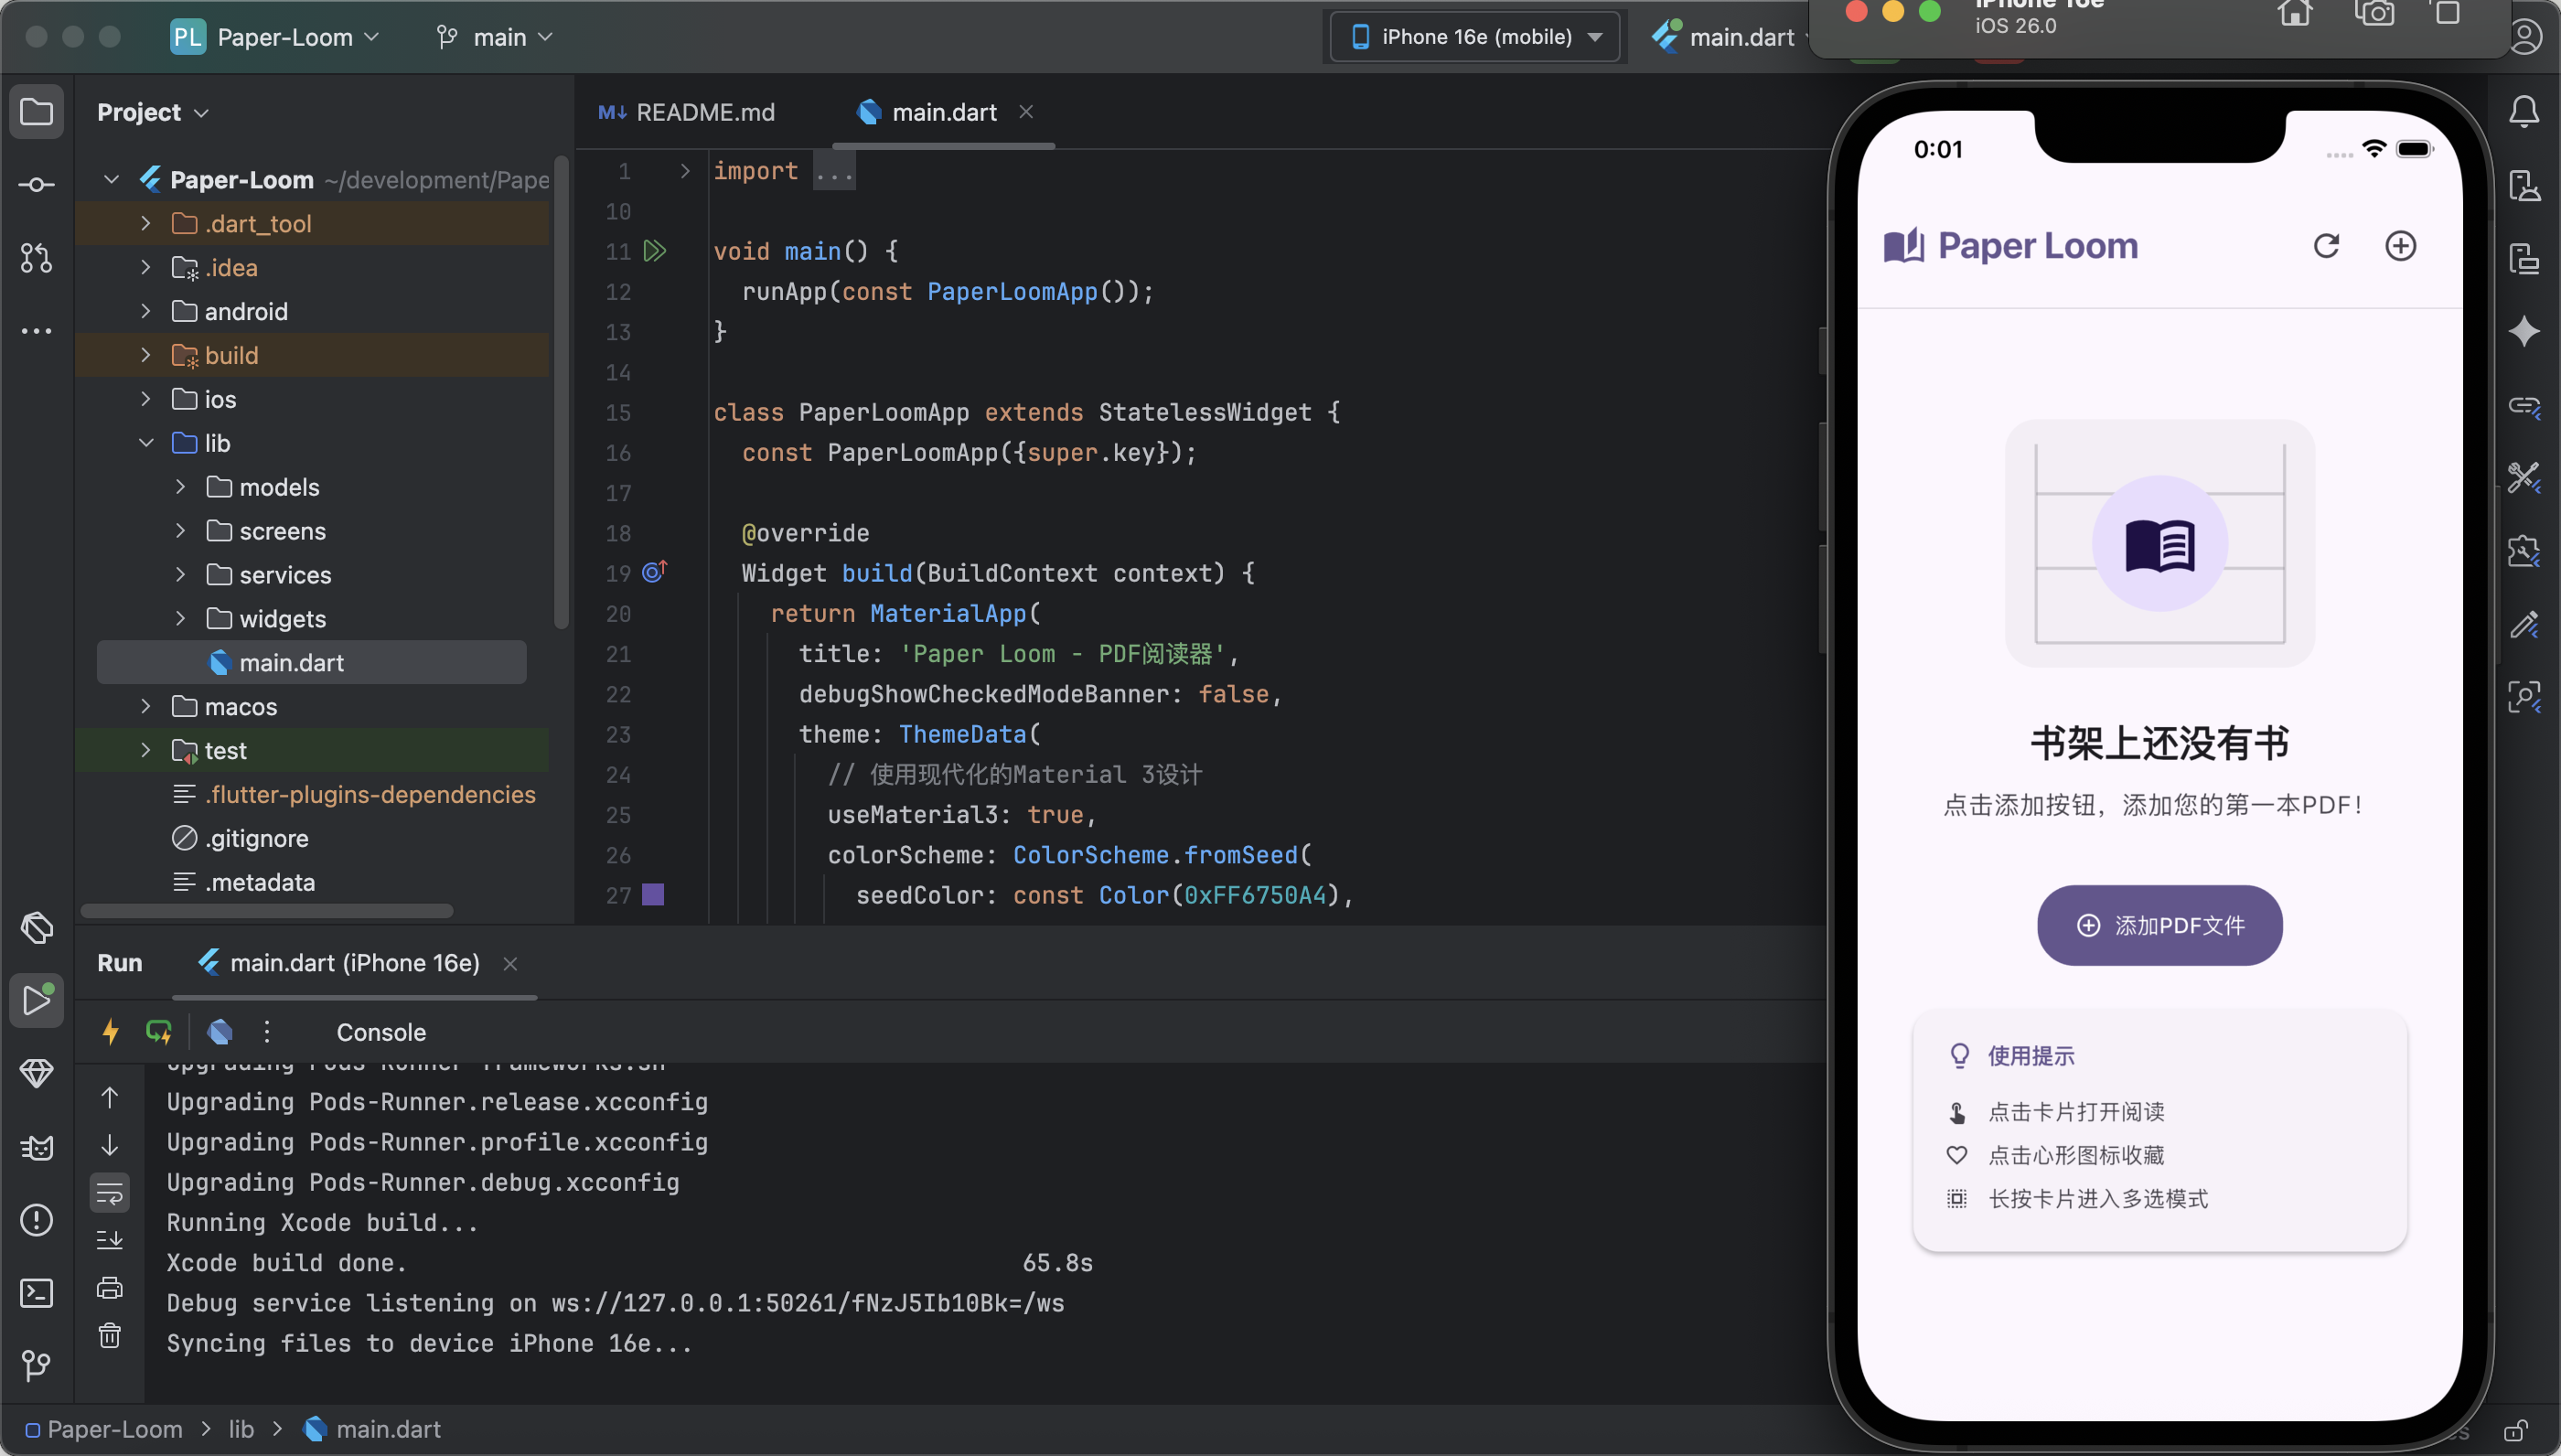 PL Paper-Loom
main
iPhone 16e (mobile)
main.dart
Project
Paper-Loom ~/development/Pape
.dart_tool
.idea
android
build
ios
lib
models
screens
services
widgets
main.dart
macos
test
.flutter-plugins-dependencies
.gitignore
.metadata
M↓ README.md
main.dart
1 import ...
10
11 void main() {
12 runApp(const PaperLoomApp());
13 }
14
15 class PaperLoomApp extends StatelessWidget {
16 const PaperLoomApp({super.key});
17
18 @override
19 Widget build(BuildContext context) {
20 return MaterialApp(
21 title: 'Paper Loom - PDF阅读器',
22 debugShowCheckedModeBanner: false,
23 theme: ThemeData(
24 // 使用现代化的Material 3设计
25 useMaterial3: true,
26 colorScheme: ColorScheme.fromSeed(
27 seedColor: const Color(0xFF6750A4),
Run
main.dart (iPhone 16e)
Console
Upgrading Pods-Runner-frameworks.sh
Upgrading Pods-Runner.release.xcconfig
Upgrading Pods-Runner.profile.xcconfig
Upgrading Pods-Runner.debug.xcconfig
Running Xcode build...
Xcode build done. 65.8s
Debug service listening on ws://127.0.0.1:50261/fNzJ5Ib10Bk=/ws
Syncing files to device iPhone 16e...
Paper-Loom > lib > main.dart
iPhone 16e
iOS 26.0
0:01
Paper Loom
书架上还没有书
点击添加按钮，添加您的第一本PDF！
添加PDF文件
使用提示
点击卡片打开阅读
点击心形图标收藏
长按卡片进入多选模式